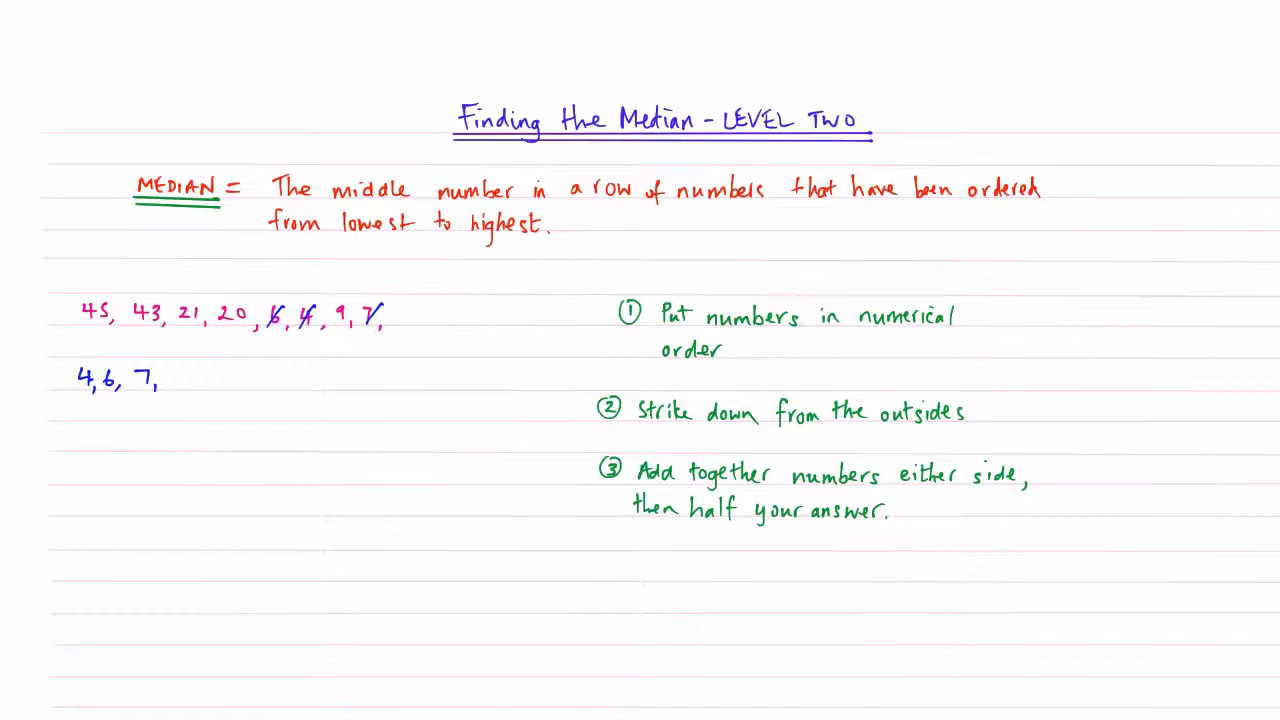 Finding the Median - LEVEL TWO
MEDIAN = The middle number in a row of numbers that have been ordered
from lowest to highest.
45, 43, 21, 20, 6, 4, 9, 7,
4, 6, 7,
① Put numbers in numerical
order
② Strike down from the outsides
③ Add together numbers either side,
then half your answer.